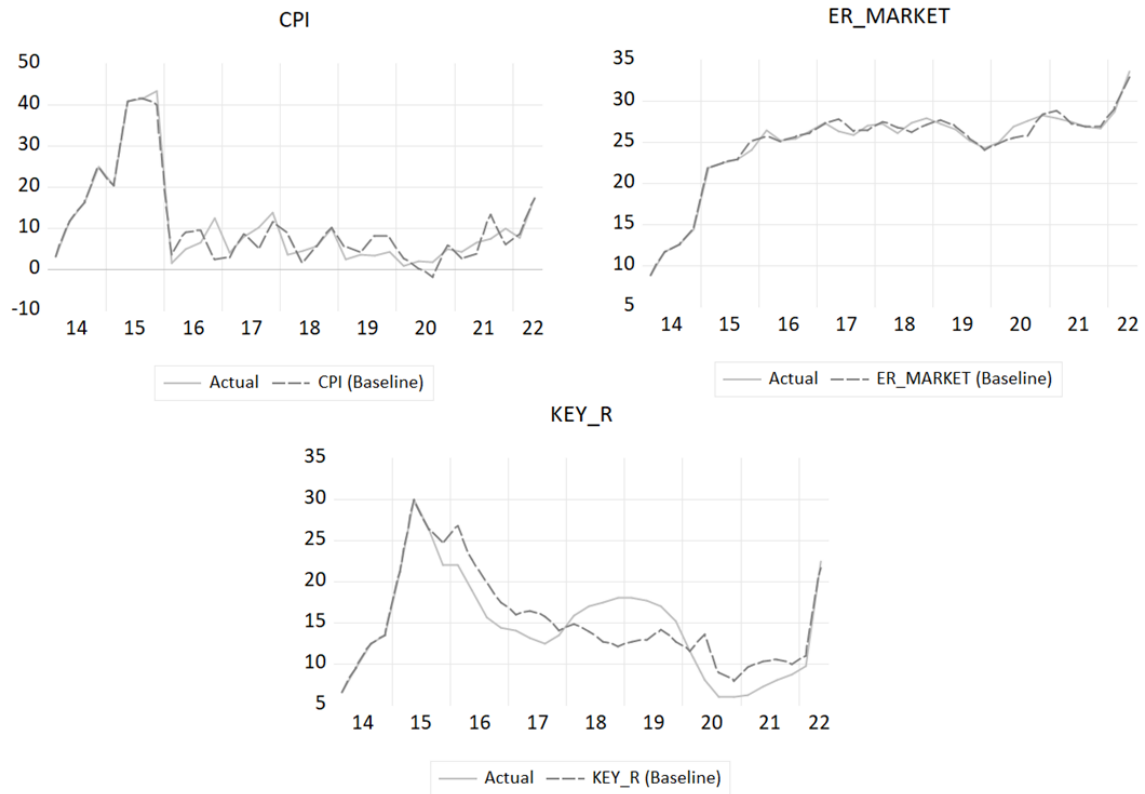 CPI
50
40
30
20
10
0
-10
14 15 16 17 18 19 20 21 22
Actual CPI (Baseline)
ER_MARKET
35
30
25
20
15
10
5
14 15 16 17 18 19 20 21 22
Actual ER_MARKET (Baseline)
KEY_R
35
30
25
20
15
10
5
14 15 16 17 18 19 20 21 22
Actual KEY_R (Baseline)